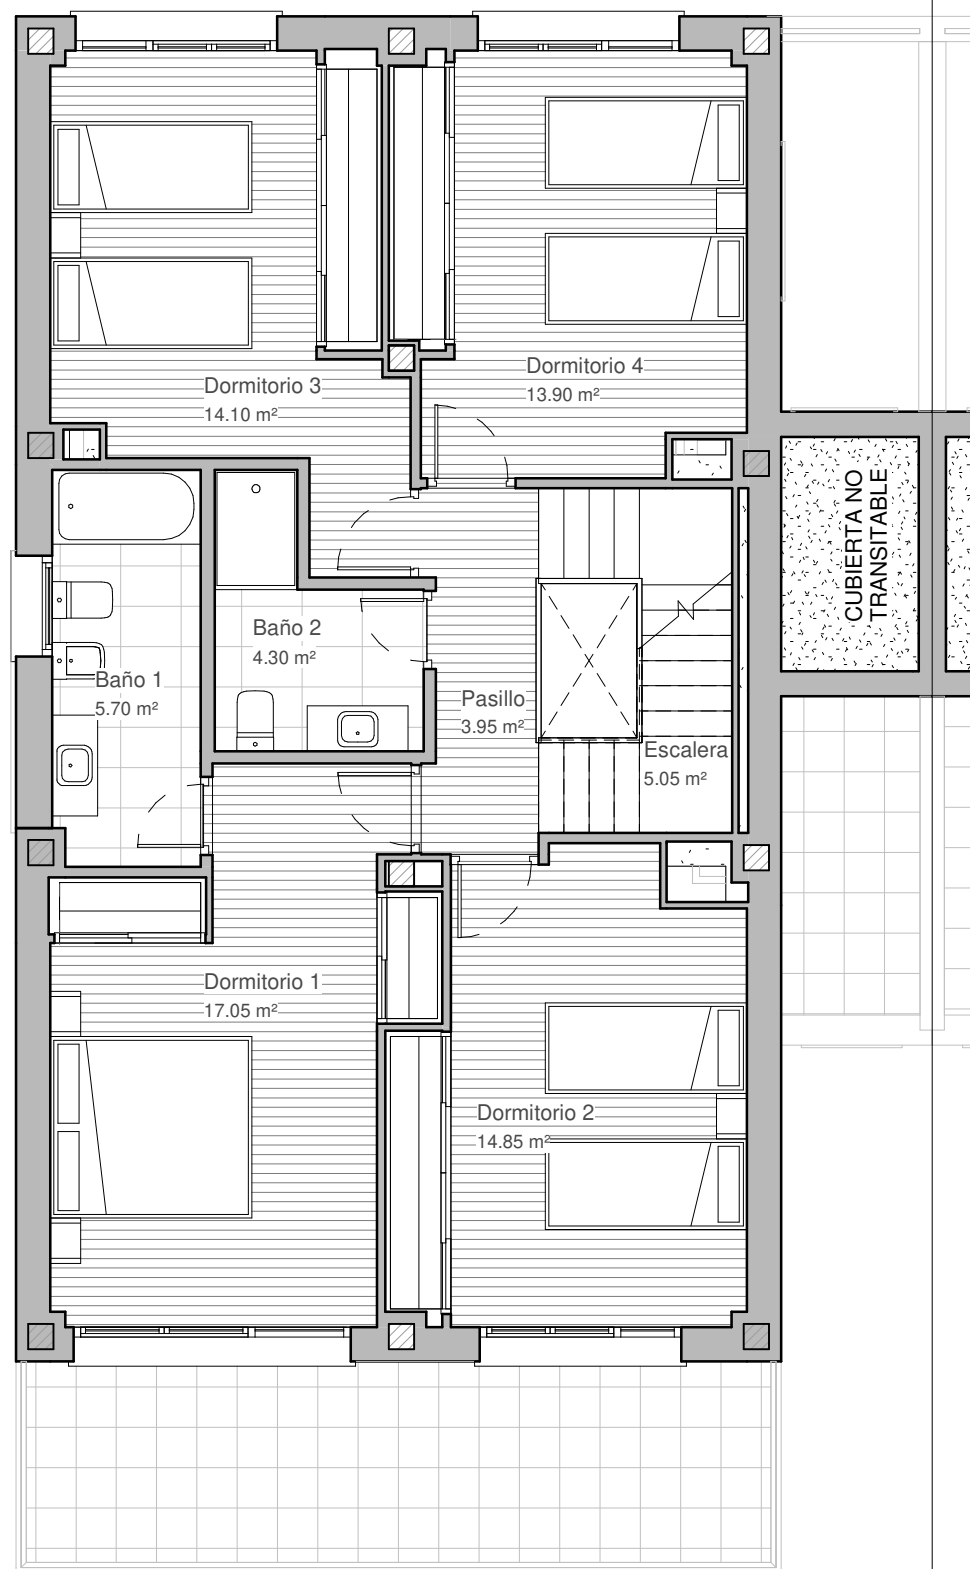 Dormitorio 4
13.90 m²
Dormitorio 3
14.10 m²
CUBIERTA NO
TRANSITABLE
Baño 2
4.30 m²
Baño 1
5.70 m²
Pasillo
3.95 m²
Escalera
5.05 m²
Dormitorio 1
17.05 m²
Dormitorio 2
14.85 m²